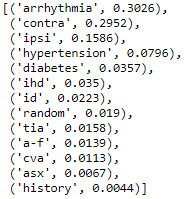 [('arrhythmia', 0.3026),
('contra', 0.2952),
('ipsi', 0.1586),
('hypertension', 0.0796),
('diabetes', 0.0357),
('ihd', 0.035),
('id', 0.0223),
('random', 0.019),
('tia', 0.0158),
('a-f', 0.0139),
('cva', 0.0113),
('asx', 0.0067),
('history', 0.0044)]